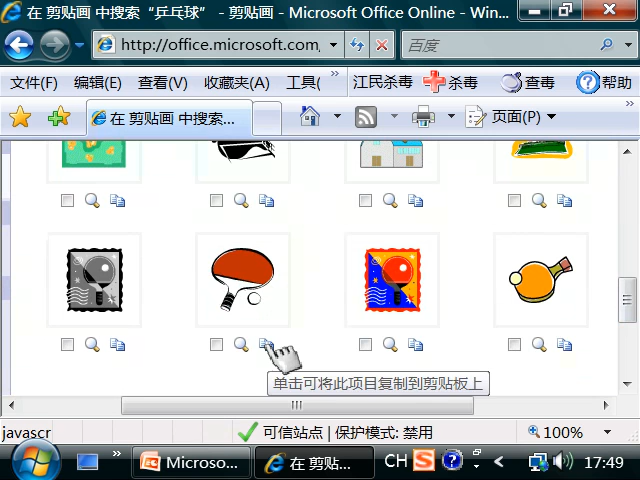 在 剪贴画 中搜索“乒乓球” - 剪贴画 - Microsoft Office Online - Win...
http://office.microsoft.com,
百度
文件(F) 编辑(E) 查看(V) 收藏夹(A) 工具( » 江民杀毒 杀毒 查毒 帮助
在 剪贴画 中搜索... 页面(P) »
单击可将此项目复制到剪贴板上
javascr 可信站点 | 保护模式: 禁用 100%
» Microso... 在 剪贴... CH S ? < 17:49